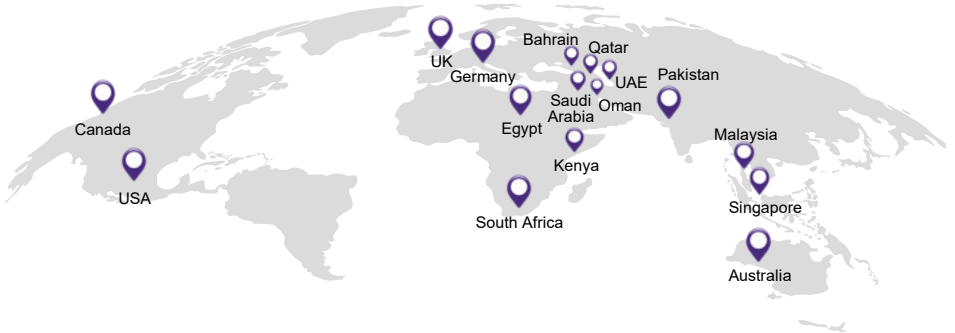 Bahrain
Qatar
UK
Germany
UAE
Pakistan
Saudi
Arabia
Oman
Canada
Egypt
Malaysia
Kenya
USA
South Africa
Singapore
Australia